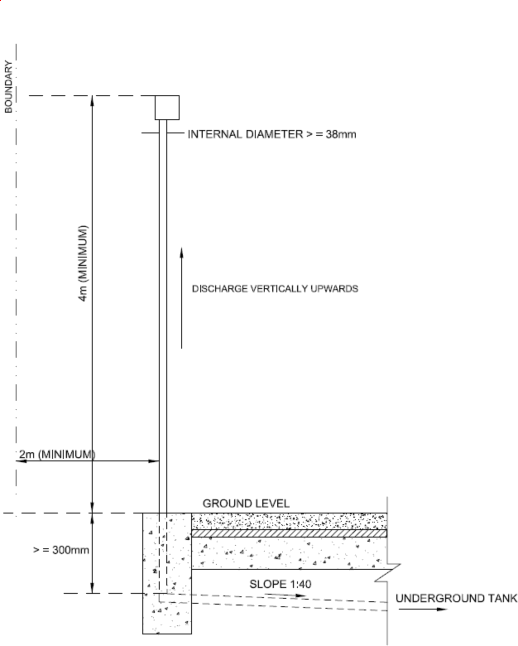 BOUNDARY
INTERNAL DIAMETER > = 38mm
4m (MINIMUM)
DISCHARGE VERTICALLY UPWARDS
2m (MINIMUM)
GROUND LEVEL
> = 300mm
SLOPE 1:40
UNDERGROUND TANK